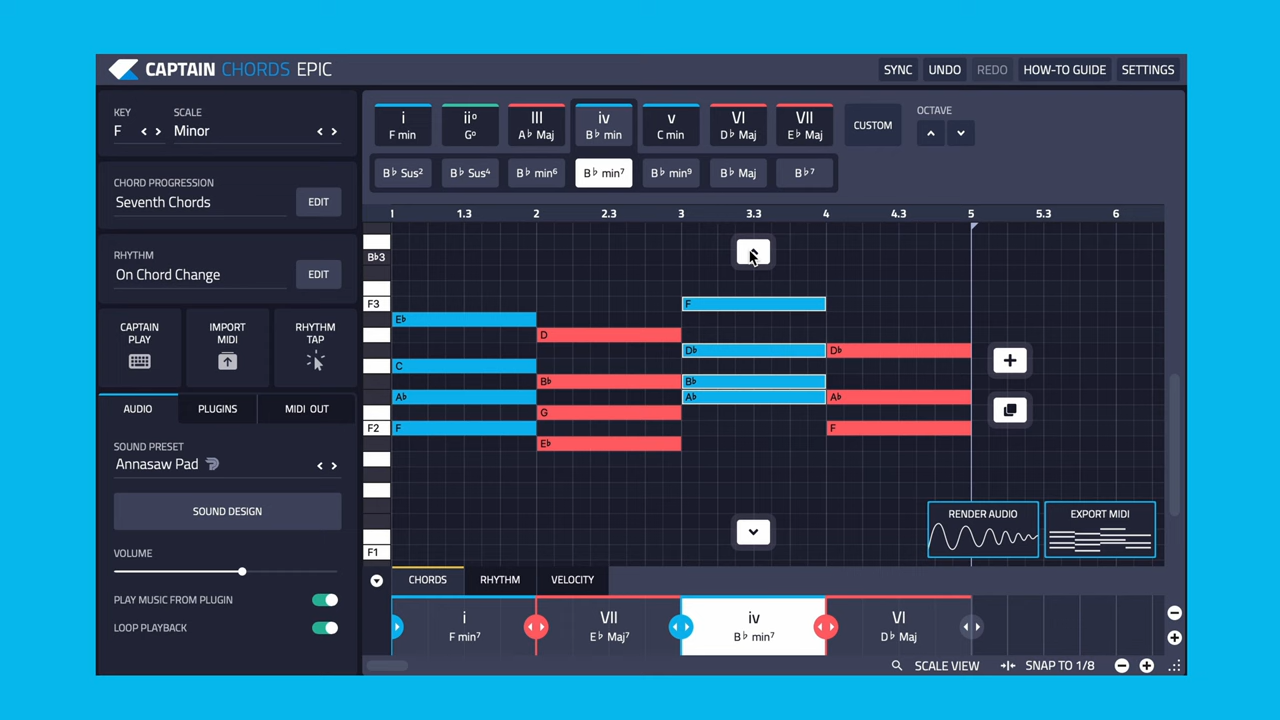 CAPTAIN CHORDS EPIC
SYNC UNDO REDO HOW-TO GUIDE SETTINGS
KEY SCALE
F Minor
CHORD PROGRESSION
Seventh Chords EDIT
RHYTHM
On Chord Change EDIT
CAPTAIN PLAY
IMPORT MIDI
RHYTHM TAP
AUDIO PLUGINS MIDI OUT
SOUND PRESET
Annasaw Pad
SOUND DESIGN
VOLUME
PLAY MUSIC FROM PLUGIN
LOOP PLAYBACK
i ii° III iv v VI VII
F min G° A♭ Maj B♭ min C min D♭ Maj E♭ Maj
CUSTOM
OCTAVE
B♭ Sus² B♭ Sus⁴ B♭ min⁶ B♭ min⁷ B♭ min⁹ B♭ Maj B♭⁷
1 1.3 2 2.3 3 3.3 4 4.3 5 5.3 6
B♭3
F3 F
E♭
D
D♭ D♭
C
B♭ B♭
A♭ A♭ A♭
G
F2 F F
E♭
F1
RENDER AUDIO EXPORT MIDI
CHORDS RHYTHM VELOCITY
i VII iv VI
F min⁷ E♭ Maj⁷ B♭ min⁷ D♭ Maj
SCALE VIEW SNAP TO 1/8